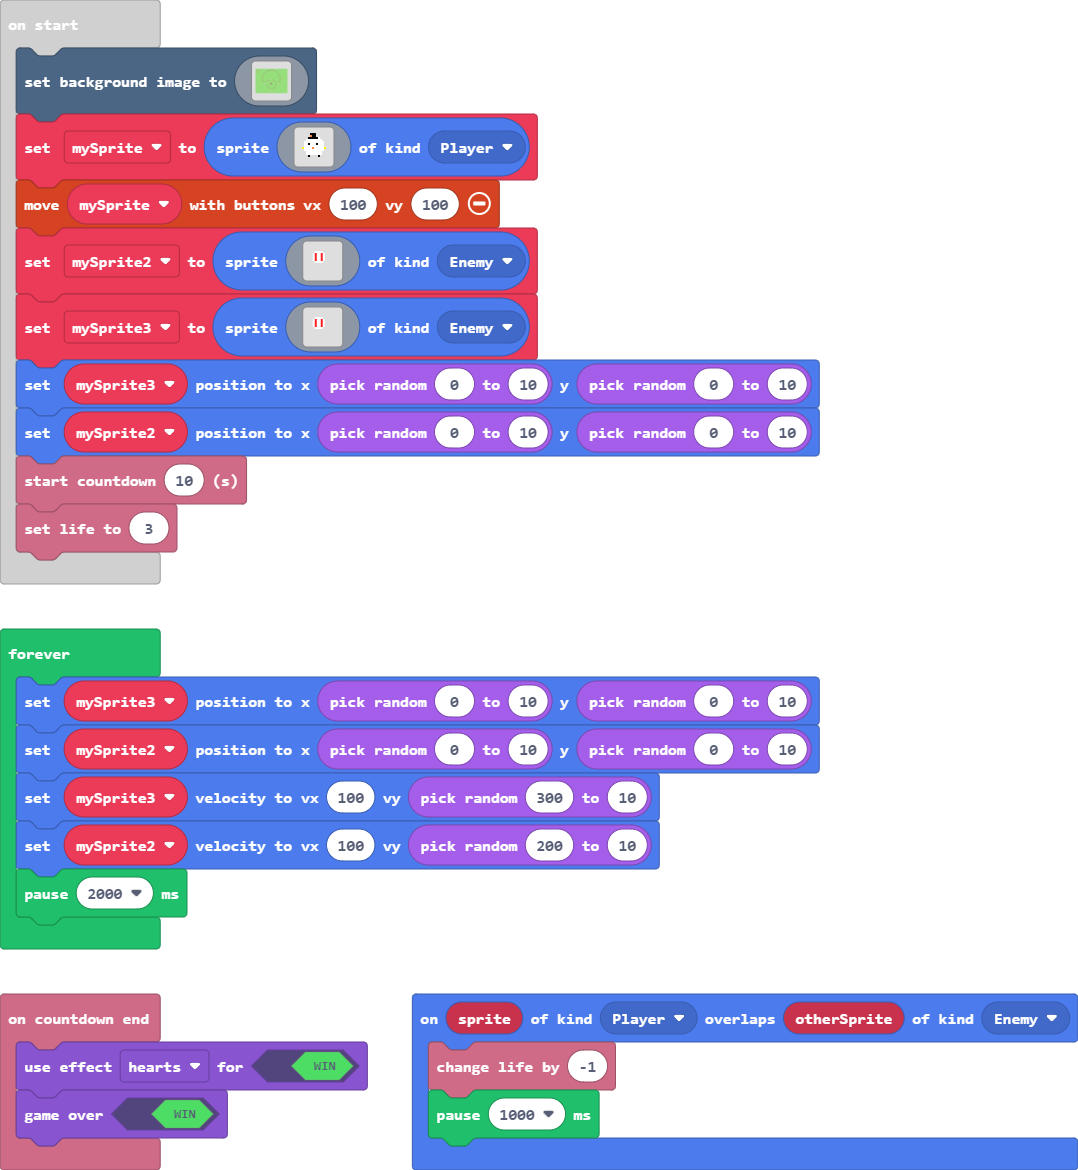 on start
set background image to
set mySprite to sprite of kind Player
move mySprite with buttons vx 100 vy 100
set mySprite2 to sprite of kind Enemy
set mySprite3 to sprite of kind Enemy
set mySprite3 position to x pick random 0 to 10 y pick random 0 to 10
set mySprite2 position to x pick random 0 to 10 y pick random 0 to 10
start countdown 10 (s)
set life to 3
forever
set mySprite3 position to x pick random 0 to 10 y pick random 0 to 10
set mySprite2 position to x pick random 0 to 10 y pick random 0 to 10
set mySprite3 velocity to vx 100 vy pick random 300 to 10
set mySprite2 velocity to vx 100 vy pick random 200 to 10
pause 2000 ms
on countdown end
use effect hearts for WIN
game over WIN
on sprite of kind Player overlaps otherSprite of kind Enemy
change life by -1
pause 1000 ms